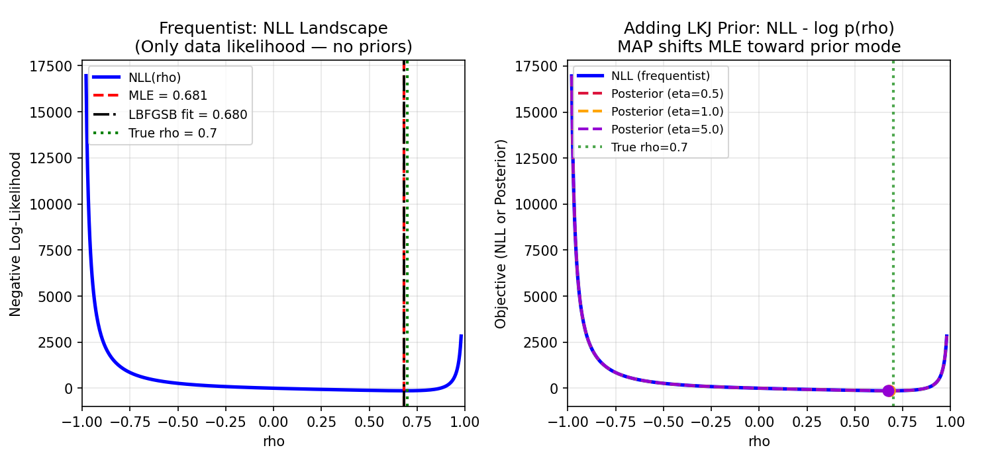 Frequentist: NLL Landscape
(Only data likelihood — no priors)
17500
15000
12500
10000
7500
5000
2500
0
Negative Log-Likelihood
NLL(rho)
MLE = 0.681
LBFGSB fit = 0.680
True rho = 0.7
−1.00 −0.75 −0.50 −0.25 0.00 0.25 0.50 0.75 1.00
rho
Adding LKJ Prior: NLL - log p(rho)
MAP shifts MLE toward prior mode
17500
15000
12500
10000
7500
5000
2500
0
Objective (NLL or Posterior)
NLL (frequentist)
Posterior (eta=0.5)
Posterior (eta=1.0)
Posterior (eta=5.0)
True rho=0.7
−1.00 −0.75 −0.50 −0.25 0.00 0.25 0.50 0.75 1.00
rho